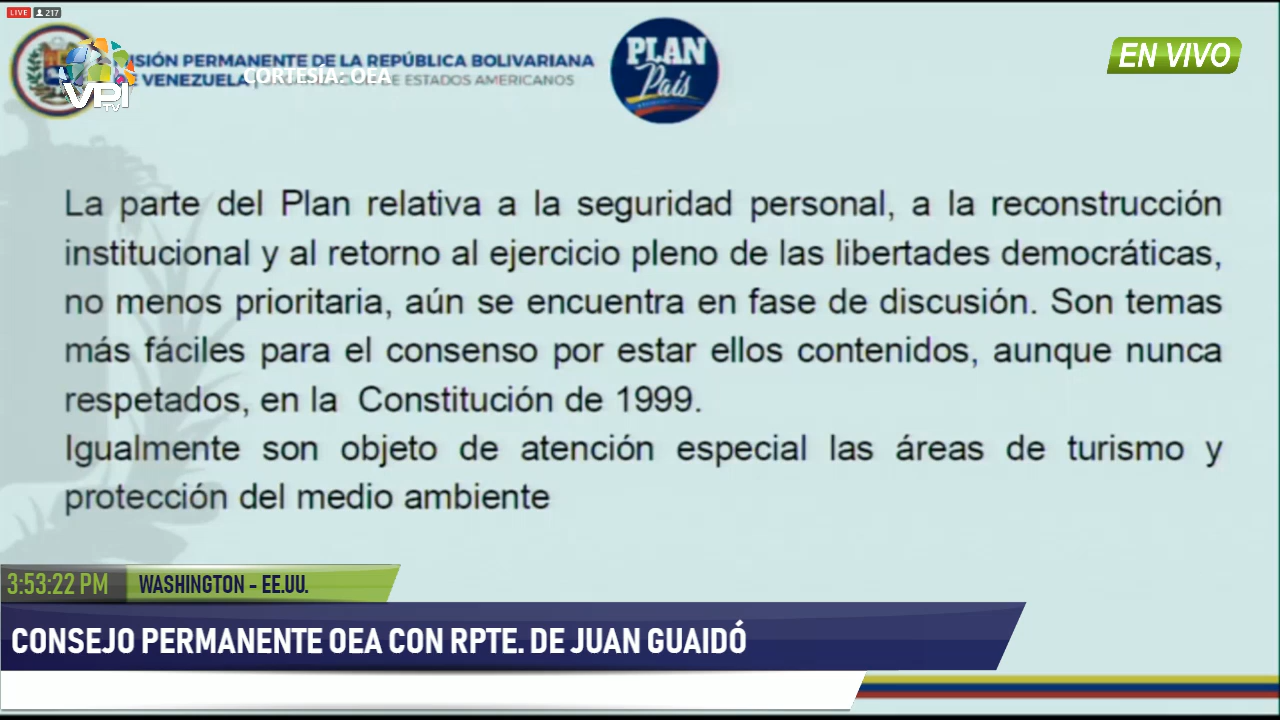 LIVE 217
ISIÓN PERMANENTE DE LA REPÚBLICA BOLIVARIANA
VENEZUELA | DE ESTADOS AMERICANOS
CORTESÍA: OEA
VPI
TV
PLAN
País
EN VIVO
La parte del Plan relativa a la seguridad personal, a la reconstrucción
institucional y al retorno al ejercicio pleno de las libertades democráticas,
no menos prioritaria, aún se encuentra en fase de discusión. Son temas
más fáciles para el consenso por estar ellos contenidos, aunque nunca
respetados, en la Constitución de 1999.
Igualmente son objeto de atención especial las áreas de turismo y
protección del medio ambiente
3:53:22 PM WASHINGTON - EE.UU.
CONSEJO PERMANENTE OEA CON RPTE. DE JUAN GUAIDÓ